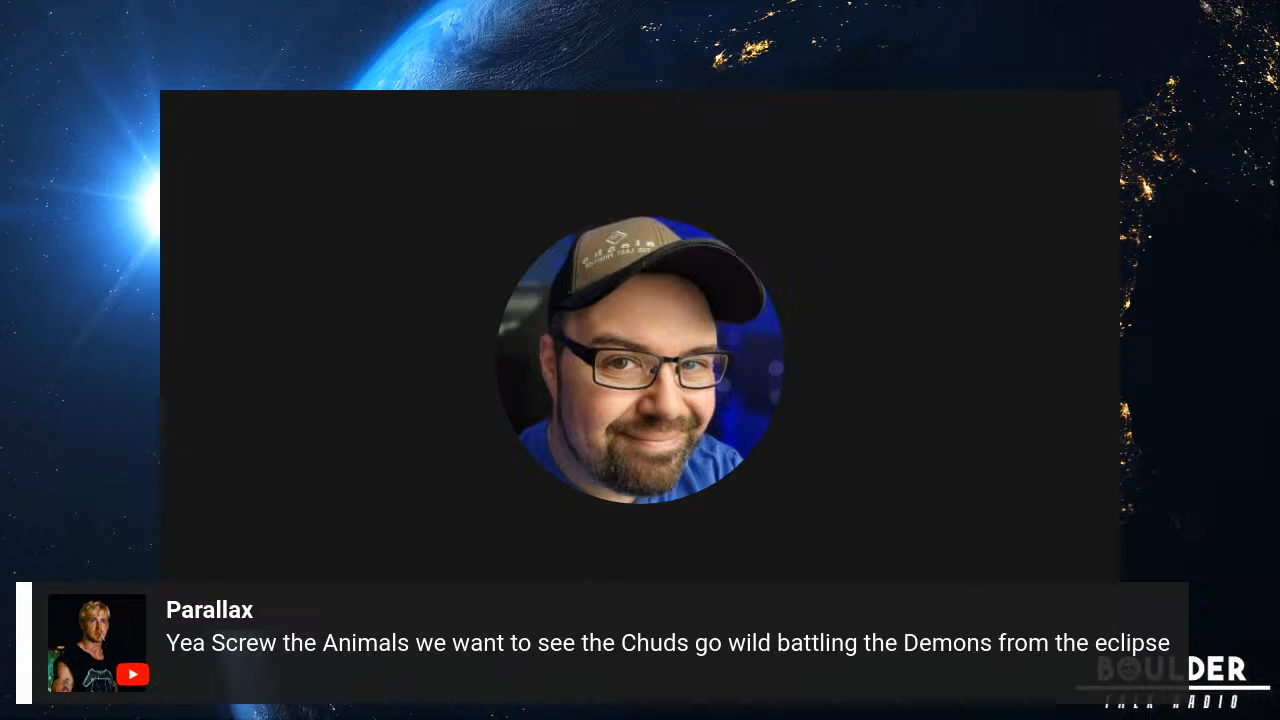 Parallax
Yea Screw the Animals we want to see the Chuds go wild battling the Demons from the eclipse
BOULDER
TALK RADIO